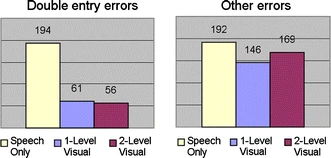 Double entry errors
194
61
56
Speech Only
1-Level Visual
2-Level Visual
Other errors
192
146
169
Speech Only
1-Level Visual
2-Level Visual